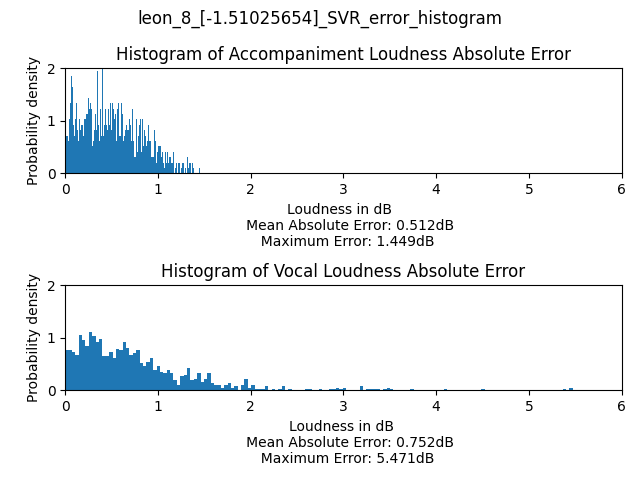 leon_8_[-1.51025654]_SVR_error_histogram
Histogram of Accompaniment Loudness Absolute Error
Probability density
2
1
0
0 1 2 3 4 5 6
Loudness in dB
Mean Absolute Error: 0.512dB
Maximum Error: 1.449dB
Histogram of Vocal Loudness Absolute Error
Probability density
2
1
0
0 1 2 3 4 5 6
Loudness in dB
Mean Absolute Error: 0.752dB
Maximum Error: 5.471dB